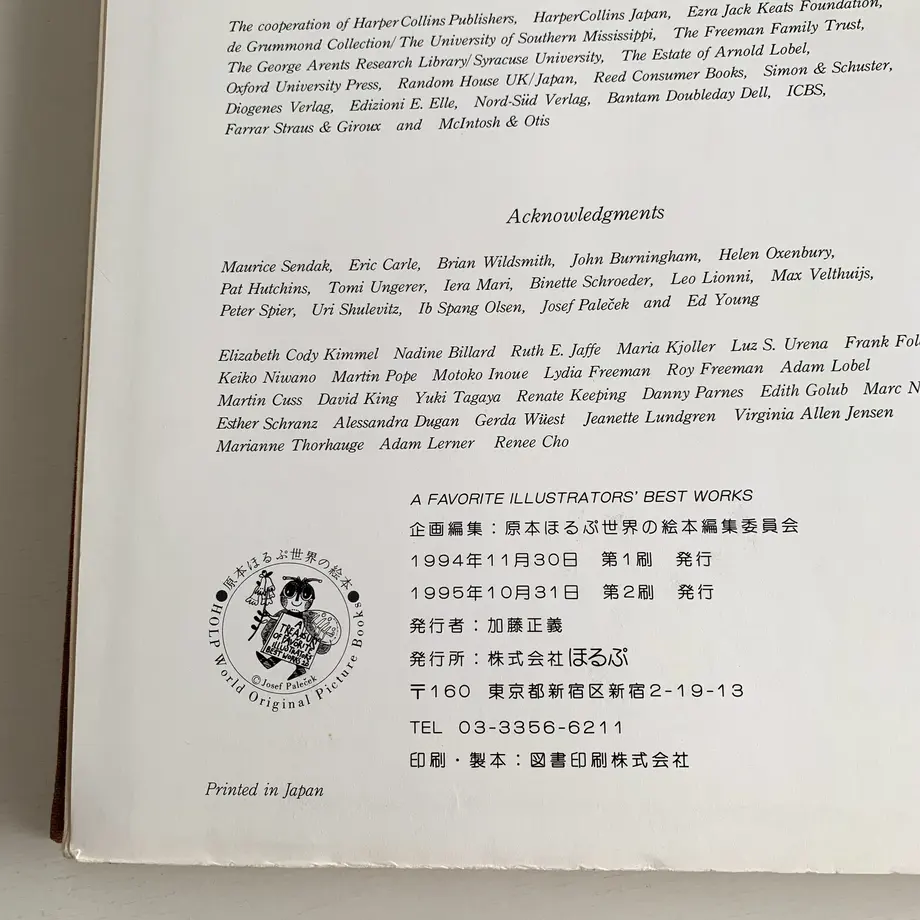 The cooperation of HarperCollins Publishers, HarperCollins Japan, Ezra Jack Keats Foundation,
de Grummond Collection/The University of Southern Mississippi, The Freeman Family Trust,
The George Arents Research Library/Syracuse University, The Estate of Arnold Lobel,
Oxford University Press, Random House UK/Japan, Reed Consumer Books, Simon & Schuster,
Diogenes Verlag, Edizioni E. Elle, Nord-Süd Verlag, Bantam Doubleday Dell, ICBS,
Farrar Straus & Giroux and McIntosh & Otis
Acknowledgments
Maurice Sendak, Eric Carle, Brian Wildsmith, John Burningham, Helen Oxenbury,
Pat Hutchins, Tomi Ungerer, Iera Mari, Binette Schroeder, Leo Lionni, Max Velthuijs,
Peter Spier, Uri Shulevitz, Ib Spang Olsen, Josef Paleček and Ed Young
Elizabeth Cody Kimmel Nadine Billard Ruth E. Jaffe Maria Kjoller Luz S. Urena Frank
Keiko Niwano Martin Pope Motoko Inoue Lydia Freeman Roy Freeman Adam Lobel
Martin Cuss David King Yuki Tagaya Renate Keeping Danny Parnes Edith Golub Marc
Esther Schranz Alessandra Dugan Gerda Wüest Jeanette Lundgren Virginia Allen Jensen
Marianne Thorhauge Adam Lerner Renee Cho
A FAVORITE ILLUSTRATORS' BEST WORKS
企画編集：原本ほるぷ世界の絵本編集委員会
1994年11月30日 第1刷 発行
1995年10月31日 第2刷 発行
発行者：加藤正義
発行所：株式会社ほるぷ
〒160 東京都新宿区新宿2-19-13
TEL 03-3356-6211
印刷・製本：図書印刷株式会社
原本ほるぷ世界の絵本
HOLP World Original Picture Books
A
TREASURY
OF FAVORITE
ILLUSTRATORS'
BEST WORKS
©Josef Paleček
Printed in Japan